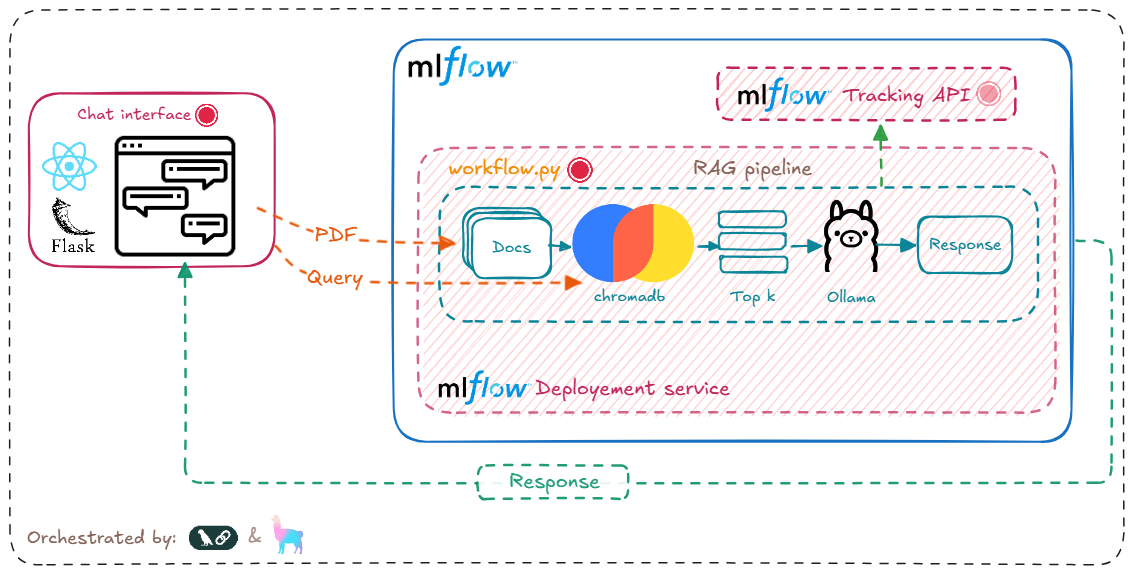 mlflow
mlflow Tracking API
Chat interface
workflow.py
RAG pipeline
Flask
PDF
Docs
Response
Query
chromadb
Top k
Ollama
mlflow Deployement service
Response
Orchestrated by:
&